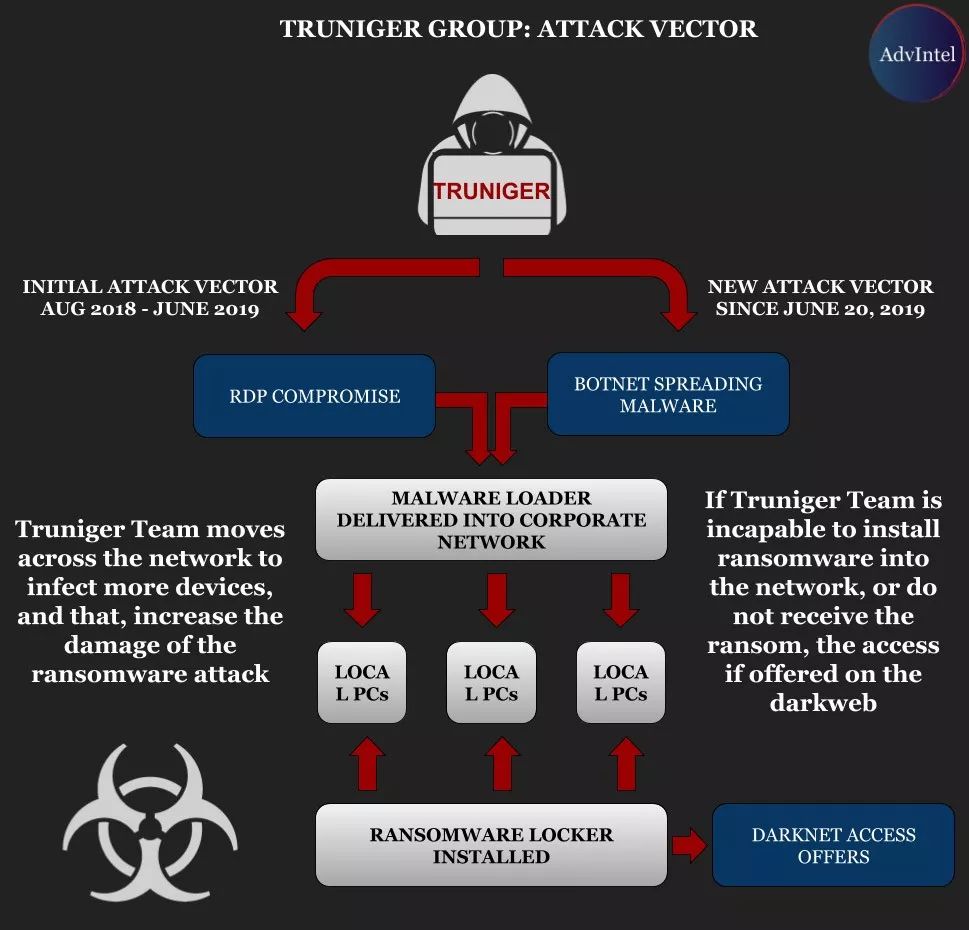 TRUNIGER GROUP: ATTACK VECTOR
AdvIntel
TRUNIGER
INITIAL ATTACK VECTOR
AUG 2018 - JUNE 2019
NEW ATTACK VECTOR
SINCE JUNE 20, 2019
RDP COMPROMISE
BOTNET SPREADING
MALWARE
MALWARE LOADER
DELIVERED INTO CORPORATE
NETWORK
Truniger Team moves
across the network to
infect more devices,
and that, increase the
damage of the
ransomware attack
If Truniger Team is
incapable to install
ransomware into
the network, or do
not receive the
ransom, the access
if offered on the
darkweb
LOCA
L PCs
LOCA
L PCs
LOCA
L PCs
RANSOMWARE LOCKER
INSTALLED
DARKNET ACCESS
OFFERS